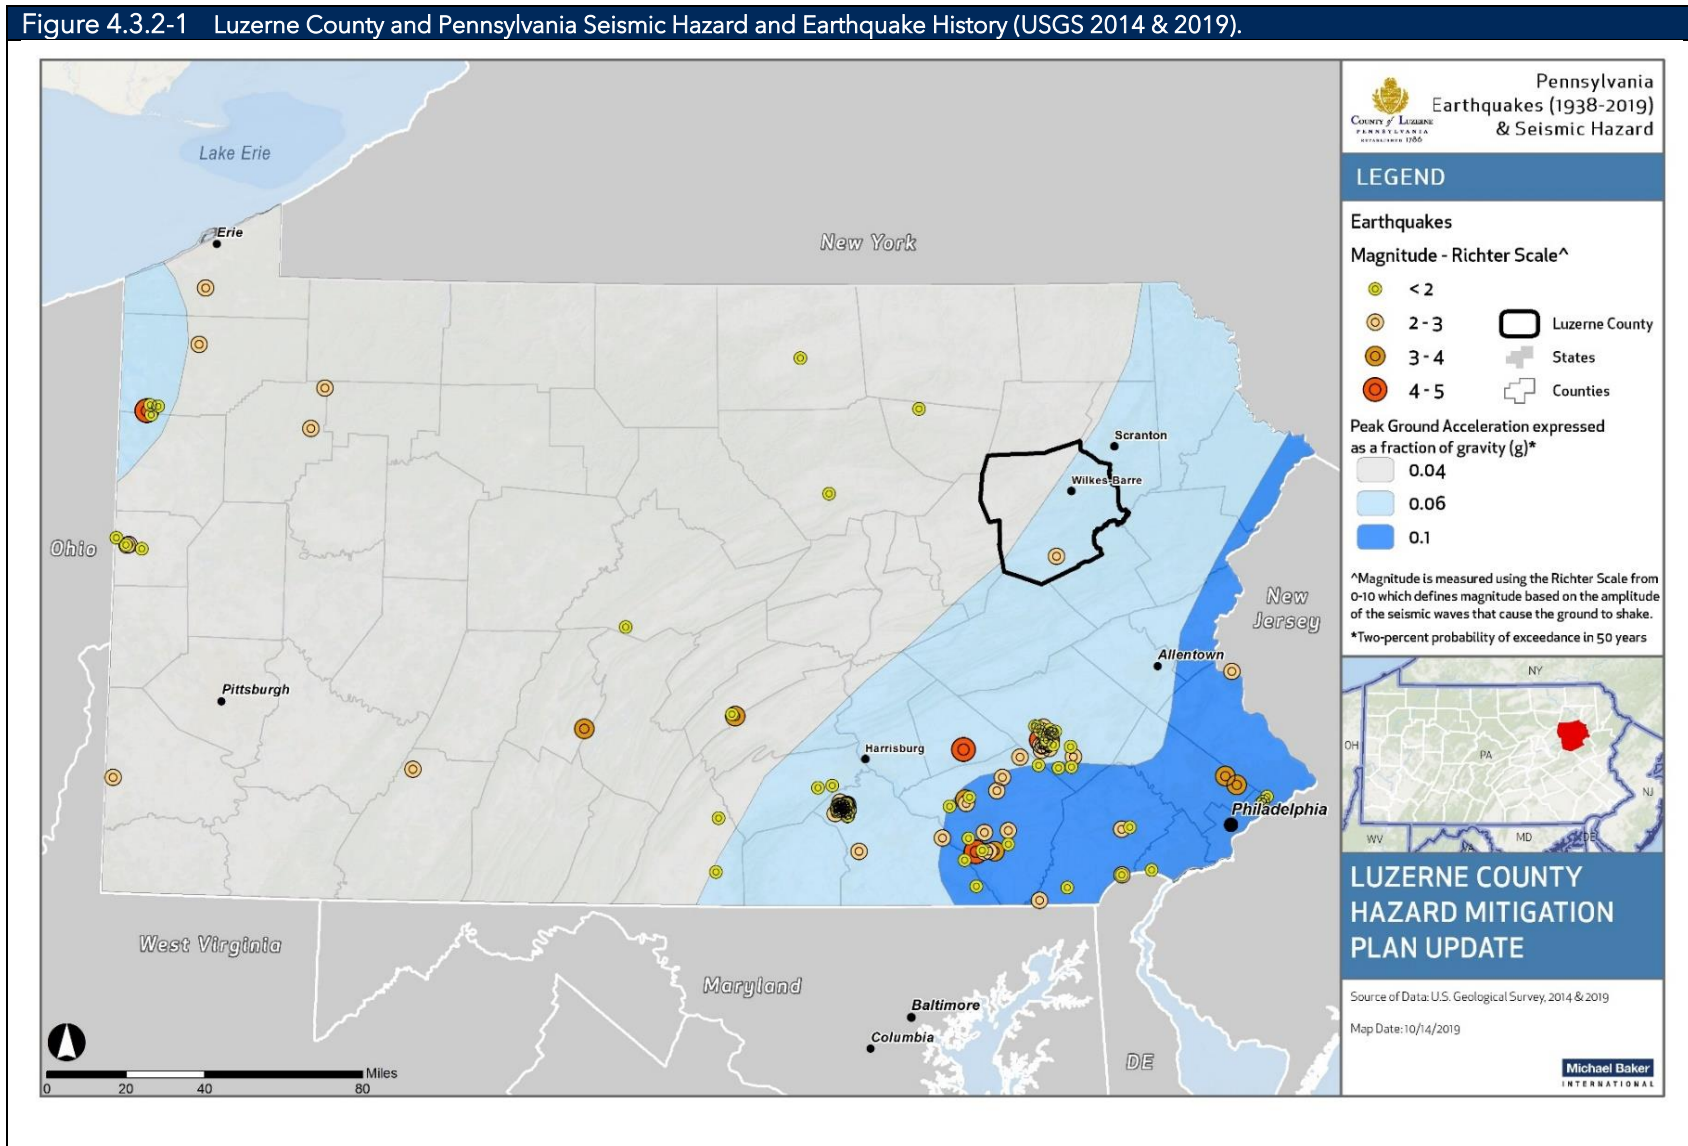 Figure 4.3.2-1 Luzerne County and Pennsylvania Seismic Hazard and Earthquake History (USGS 2014 & 2019).
Lake Erie
Erie
New York
Scranton
Wilkes-Barre
Ohio
New
Jersey
Allentown
Pittsburgh
Harrisburg
Philadelphia
West Virginia
Maryland
Baltimore
Columbia
DE
Miles
0 20 40 80
COUNTY of LUZERNE
PENNSYLVANIA
ESTABLISHED 1786
Pennsylvania
Earthquakes (1938-2019)
& Seismic Hazard
LEGEND
Earthquakes
Magnitude - Richter Scale^
< 2
2 - 3
Luzerne County
3 - 4
States
4 - 5
Counties
Peak Ground Acceleration expressed
as a fraction of gravity (g)*
0.04
0.06
0.1
^Magnitude is measured using the Richter Scale from
0-10 which defines magnitude based on the amplitude
of the seismic waves that cause the ground to shake.
*Two-percent probability of exceedance in 50 years
NY
OH
PA
NJ
WV
VA
MD
DE
LUZERNE COUNTY
HAZARD MITIGATION
PLAN UPDATE
Source of Data: U.S. Geological Survey, 2014 & 2019
Map Date: 10/14/2019
Michael Baker
INTERNATIONAL